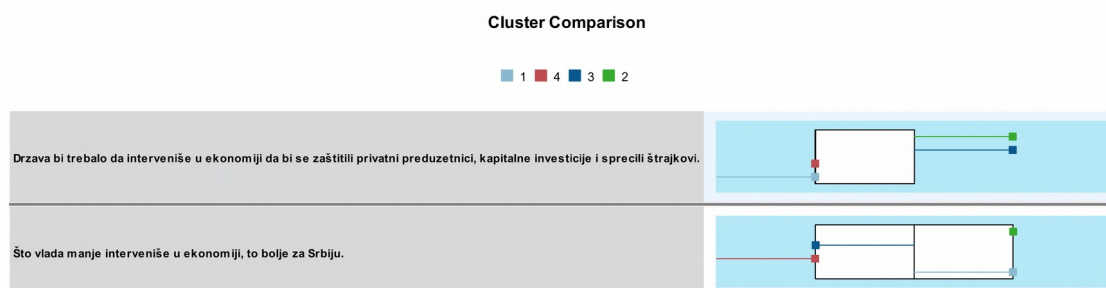 Cluster Comparison
1 4 3 2
Drzava bi trebalo da interveniše u ekonomiji da bi se zaštitili privatni preduzetnici, kapitalne investicije i sprecili štrajkovi.
Što vlada manje interveniše u ekonomiji, to bolje za Srbiju.